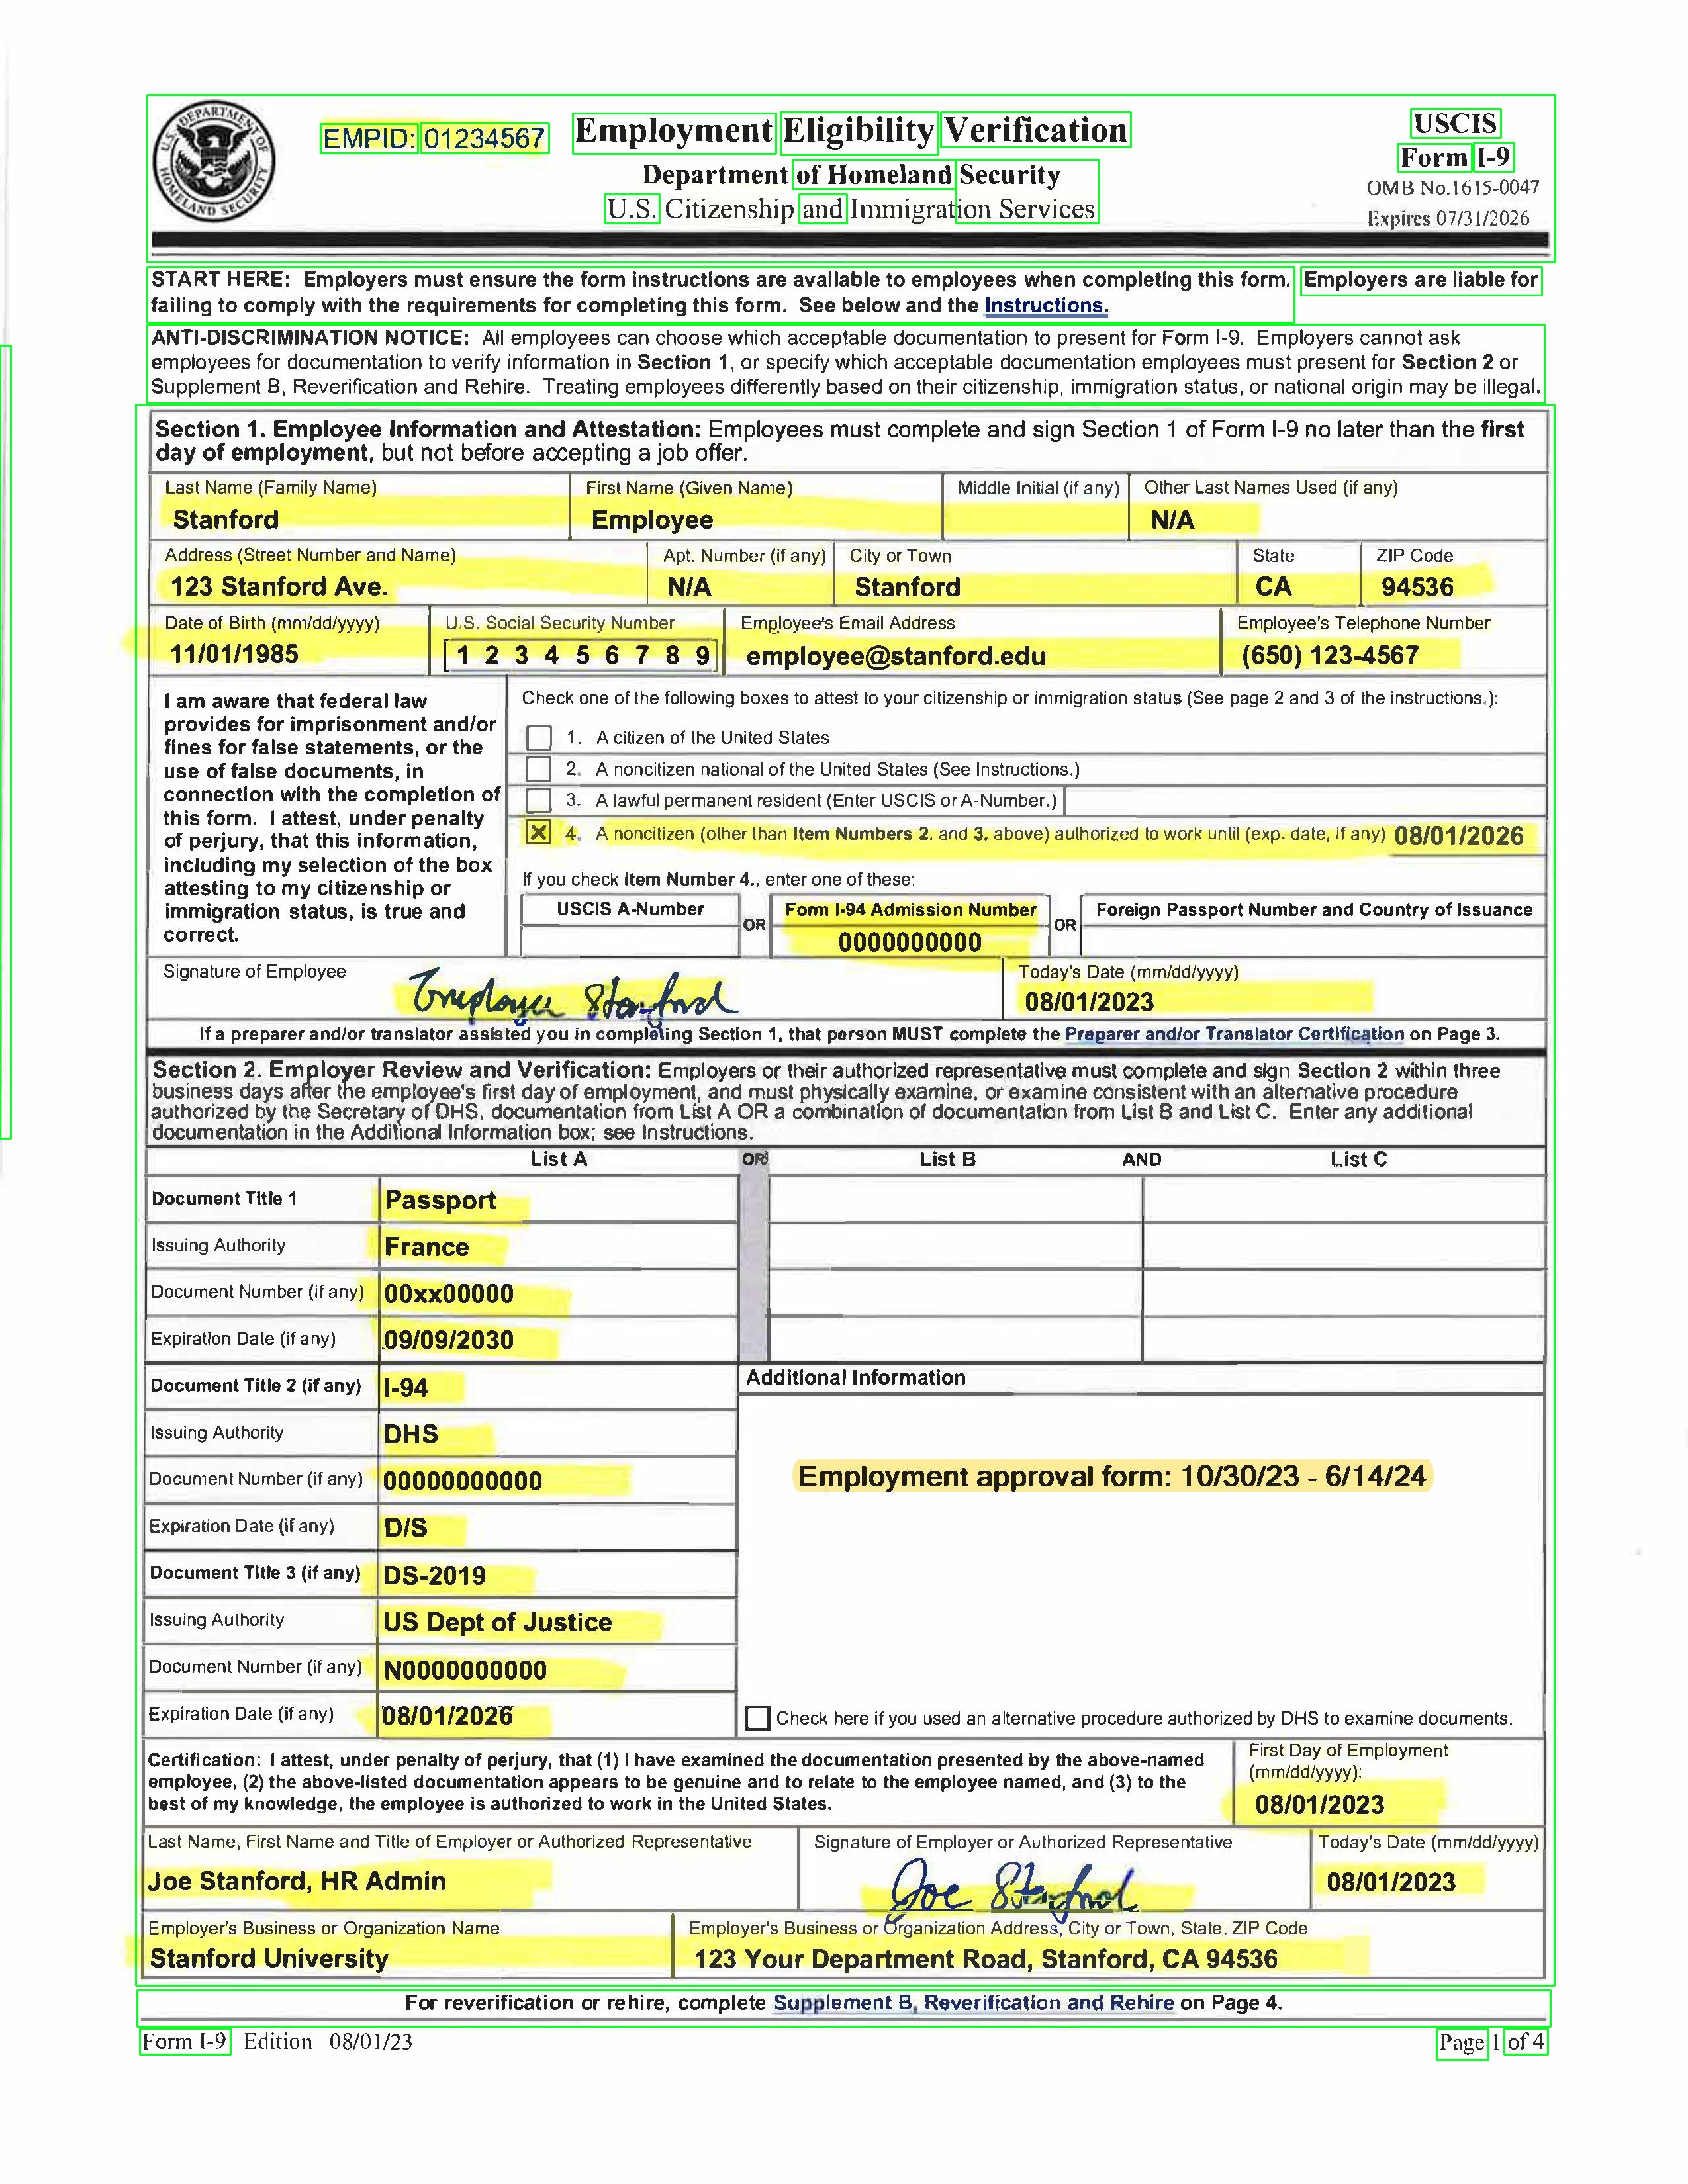 EMPID: 01234567
Employment Eligibility Verification
Department of Homeland Security
U.S. Citizenship and Immigration Services
USCIS
Form I-9
OMB No.1615-0047
Expires 07/31/2026
U.S. DEPARTMENT OF HOMELAND SECURITY
START HERE: Employers must ensure the form instructions are available to employees when completing this form. Employers are liable for
failing to comply with the requirements for completing this form. See below and the Instructions.
ANTI-DISCRIMINATION NOTICE: All employees can choose which acceptable documentation to present for Form I-9. Employers cannot ask
employees for documentation to verify information in Section 1, or specify which acceptable documentation employees must present for Section 2 or
Supplement B, Reverification and Rehire. Treating employees differently based on their citizenship, immigration status, or national origin may be illegal.
Section 1. Employee Information and Attestation: Employees must complete and sign Section 1 of Form I-9 no later than the first
day of employment, but not before accepting a job offer.
Last Name (Family Name) First Name (Given Name) Middle Initial (if any) Other Last Names Used (if any)
Stanford Employee N/A
Address (Street Number and Name) Apt. Number (if any) City or Town State ZIP Code
123 Stanford Ave. N/A Stanford CA 94536
Date of Birth (mm/dd/yyyy) U.S. Social Security Number Employee's Email Address Employee's Telephone Number
11/01/1985 1 2 3 4 5 6 7 8 9 employee@stanford.edu (650) 123-4567
I am aware that federal law
provides for imprisonment and/or
fines for false statements, or the
use of false documents, in
connection with the completion of
this form. I attest, under penalty
of perjury, that this information,
including my selection of the box
attesting to my citizenship or
immigration status, is true and
correct.
Check one of the following boxes to attest to your citizenship or immigration status (See page 2 and 3 of the instructions.):
1. A citizen of the United States
2. A noncitizen national of the United States (See Instructions.)
3. A lawful permanent resident (Enter USCIS or A-Number.)
4. A noncitizen (other than Item Numbers 2. and 3. above) authorized to work until (exp. date, if any) 08/01/2026
If you check Item Number 4., enter one of these:
USCIS A-Number OR Form I-94 Admission Number OR Foreign Passport Number and Country of Issuance
0000000000
Signature of Employee Employee Stanford Today's Date (mm/dd/yyyy)
08/01/2023
If a preparer and/or translator assisted you in completing Section 1, that person MUST complete the Preparer and/or Translator Certification on Page 3.
Section 2. Employer Review and Verification: Employers or their authorized representative must complete and sign Section 2 within three
business days after the employee's first day of employment, and must physically examine, or examine consistent with an alternative procedure
authorized by the Secretary of DHS, documentation from List A OR a combination of documentation from List B and List C. Enter any additional
documentation in the Additional Information box; see Instructions.
List A OR List B AND List C
Document Title 1 Passport
Issuing Authority France
Document Number (if any) 00xx00000
Expiration Date (if any) 09/09/2030
Document Title 2 (if any) I-94
Additional Information
Issuing Authority DHS
Document Number (if any) 00000000000
Employment approval form: 10/30/23 - 6/14/24
Expiration Date (if any) D/S
Document Title 3 (if any) DS-2019
Issuing Authority US Dept of Justice
Document Number (if any) N0000000000
Expiration Date (if any) 08/01/2026
Check here if you used an alternative procedure authorized by DHS to examine documents.
Certification: I attest, under penalty of perjury, that (1) I have examined the documentation presented by the above-named
employee, (2) the above-listed documentation appears to be genuine and to relate to the employee named, and (3) to the
best of my knowledge, the employee is authorized to work in the United States.
First Day of Employment
(mm/dd/yyyy):
08/01/2023
Last Name, First Name and Title of Employer or Authorized Representative Signature of Employer or Authorized Representative Today's Date (mm/dd/yyyy)
Joe Stanford, HR Admin Joe Stanford 08/01/2023
Employer's Business or Organization Name Employer's Business or Organization Address, City or Town, State, ZIP Code
Stanford University 123 Your Department Road, Stanford, CA 94536
For reverification or rehire, complete Supplement B, Reverification and Rehire on Page 4.
Form I-9 Edition 08/01/23 Page 1 of 4